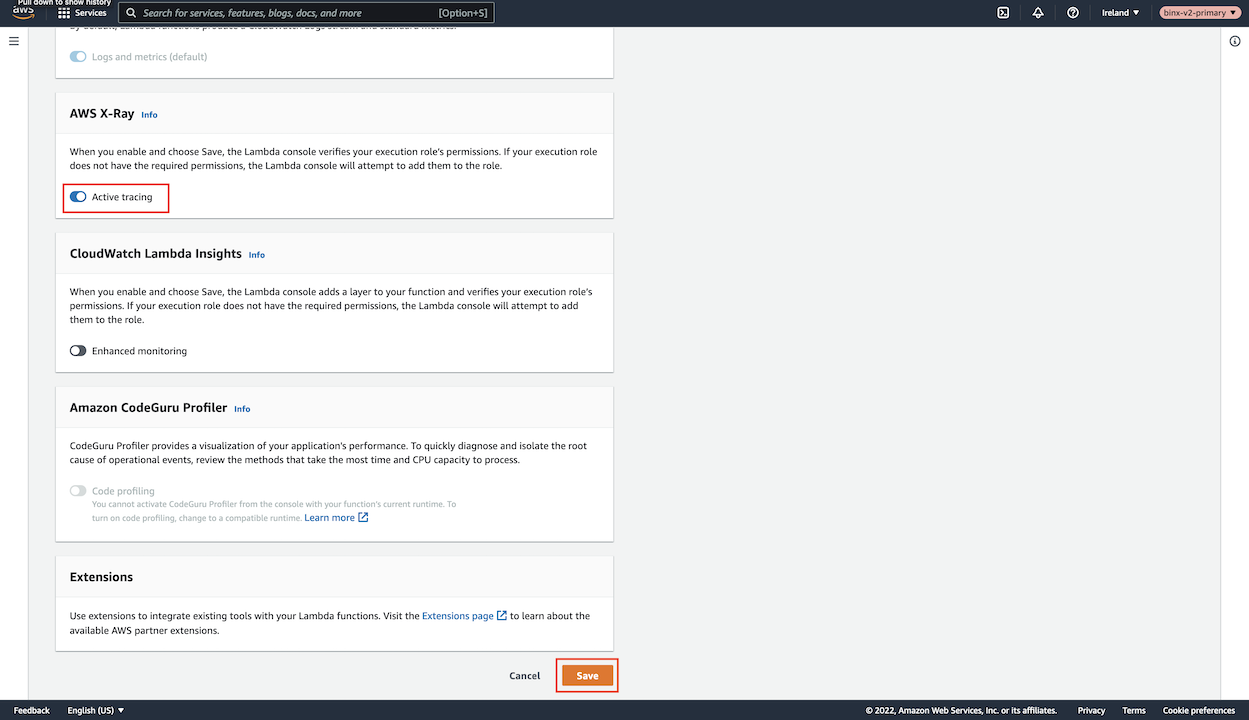 Pull down to show history
aws
Services
Search for services, features, blogs, docs, and more
[Option+S]
Ireland
binx-v2-primary
By default, Lambda functions produce a CloudWatch Logs stream and standard metrics.
Logs and metrics (default)
AWS X-Ray Info
When you enable and choose Save, the Lambda console verifies your execution role's permissions. If your execution role
does not have the required permissions, the Lambda console will attempt to add them to the role.
Active tracing
CloudWatch Lambda Insights Info
When you enable and choose Save, the Lambda console adds a layer to your function and verifies your execution role's
permissions. If your execution role does not have the required permissions, the Lambda console will attempt to add
them to the role.
Enhanced monitoring
Amazon CodeGuru Profiler Info
CodeGuru Profiler provides a visualization of your application's performance. To quickly diagnose and isolate the root
cause of operational events, review the methods that take the most time and CPU capacity to process.
Code profiling
You cannot activate CodeGuru Profiler from the console with your function's current runtime. To
turn on code profiling, change to a compatible runtime. Learn more
Extensions
Use extensions to integrate existing tools with your Lambda functions. Visit the Extensions page to learn about the
available AWS partner extensions.
Cancel
Save
Feedback
English (US)
© 2022, Amazon Web Services, Inc. or its affiliates.
Privacy
Terms
Cookie preferences